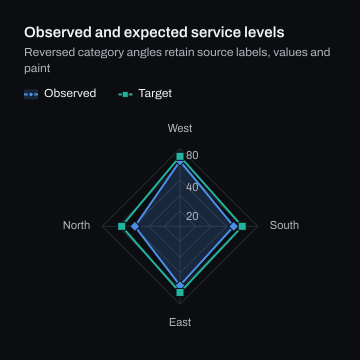 Observed and expected service levels
Reversed category angles retain source labels, values and
paint
Observed Target
West
80
40
20
North South
East